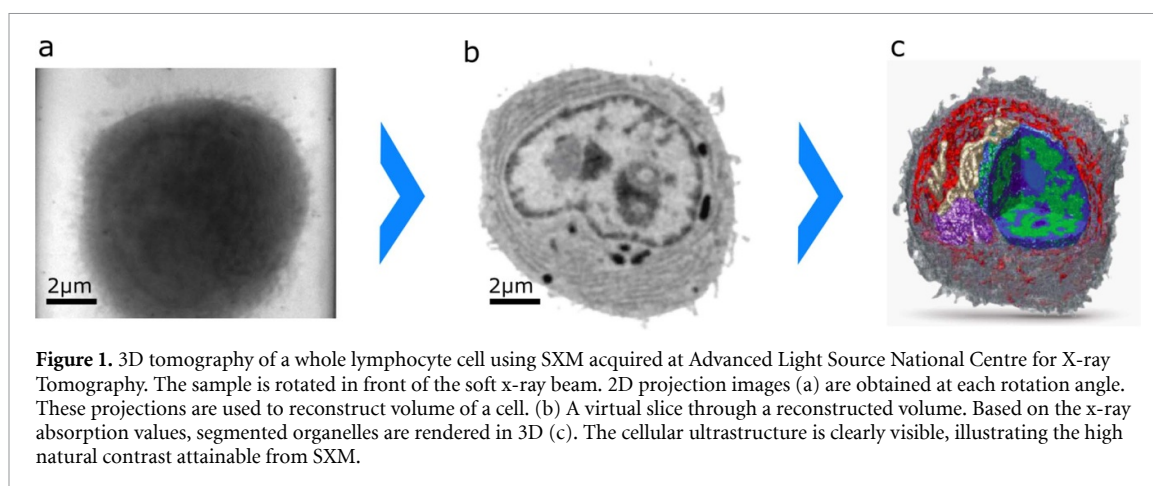 a
b
c
2μm
2μm
Figure 1. 3D tomography of a whole lymphocyte cell using SXM acquired at Advanced Light Source National Centre for X-ray
Tomography. The sample is rotated in front of the soft x-ray beam. 2D projection images (a) are obtained at each rotation angle.
These projections are used to reconstruct volume of a cell. (b) A virtual slice through a reconstructed volume. Based on the x-ray
absorption values, segmented organelles are rendered in 3D (c). The cellular ultrastructure is clearly visible, illustrating the high
natural contrast attainable from SXM.